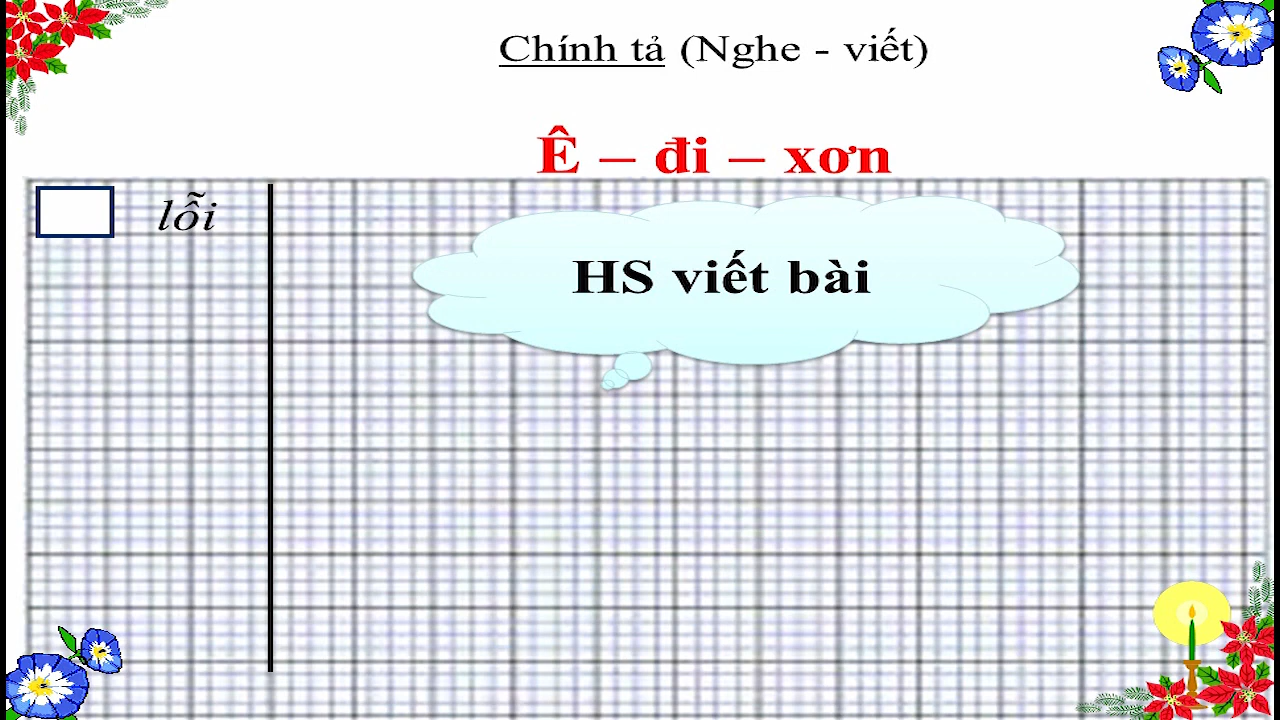 Chính tả (Nghe - viết)
Ê – đi – xơn
lỗi
HS viết bài